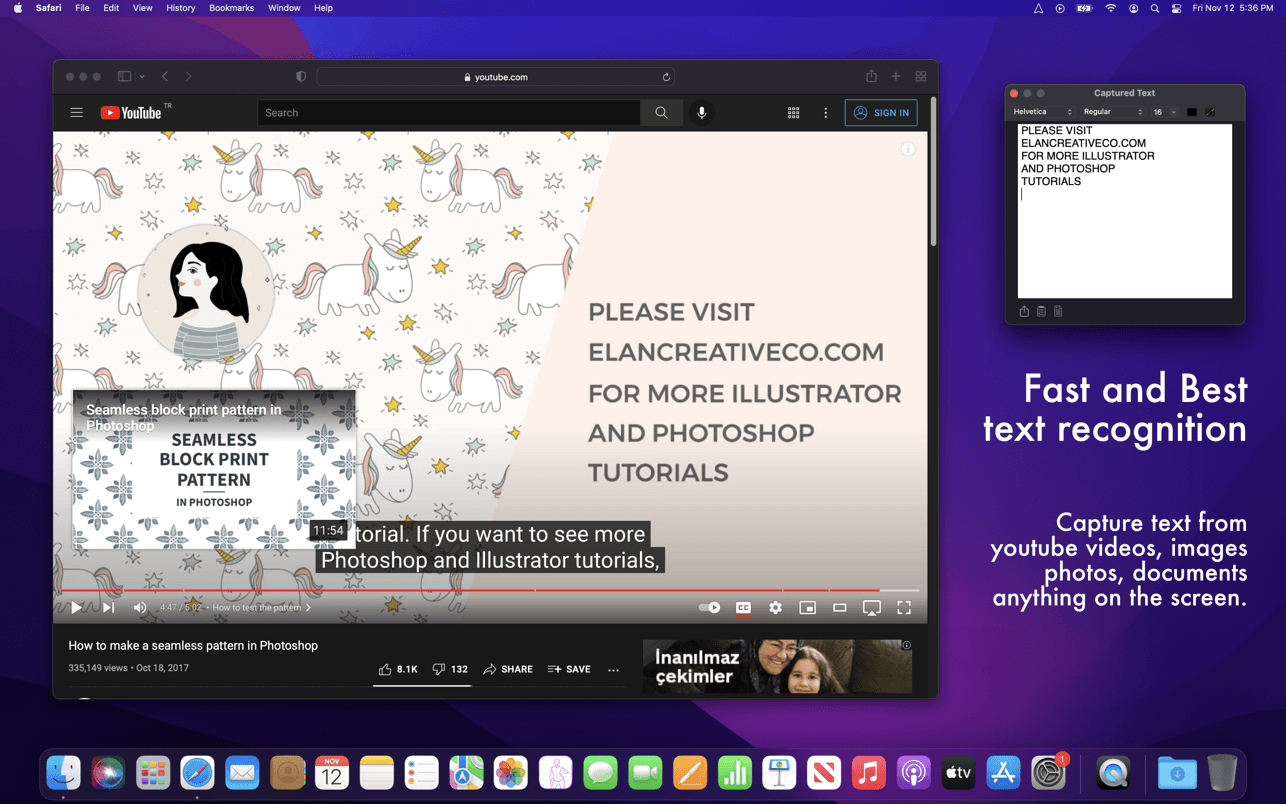 Safari File Edit View History Bookmarks Window Help
Fri Nov 12 5:36 PM
youtube.com
YouTube TR
Search
SIGN IN
PLEASE VISIT
ELANCREATIVECO.COM
FOR MORE ILLUSTRATOR
AND PHOTOSHOP
TUTORIALS
Seamless block print pattern in
Photoshop
SEAMLESS
BLOCK PRINT
PATTERN
IN PHOTOSHOP
11:54
torial. If you want to see more
Photoshop and Illustrator tutorials,
4:47 / 5:02 • How to test the pattern
CC
How to make a seamless pattern in Photoshop
335,149 views • Oct 18, 2017
8.1K 132 SHARE SAVE
İnanılmaz
çekimler
Captured Text
Helvetica Regular 16
PLEASE VISIT
ELANCREATIVECO.COM
FOR MORE ILLUSTRATOR
AND PHOTOSHOP
TUTORIALS
Fast and Best
text recognition
Capture text from
youtube videos, images
photos, documents
anything on the screen.
NOV
12
tv
1